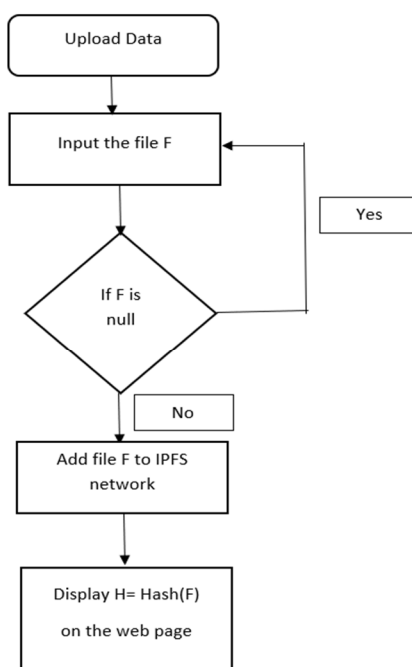 Upload Data
Input the file F
Yes
If F is
null
No
Add file F to IPFS
network
Display H= Hash(F)
on the web page